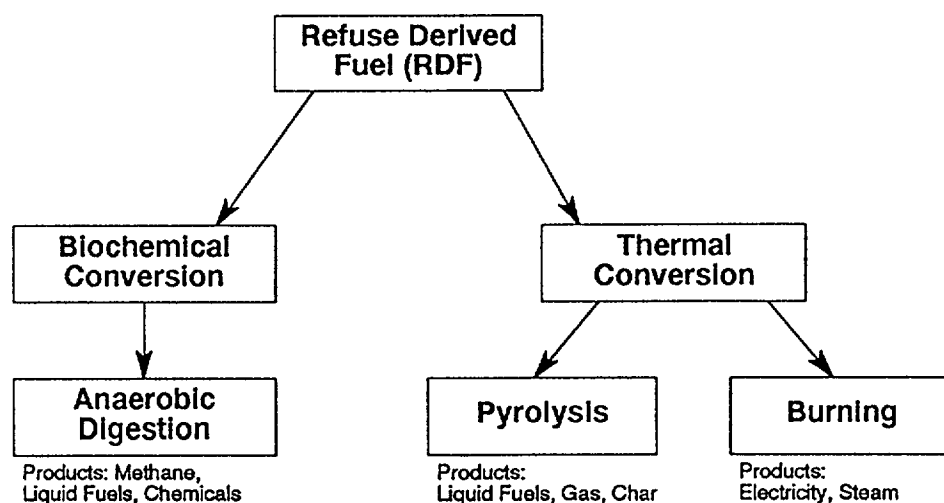 Refuse Derived
Fuel (RDF)
Biochemical
Conversion
Thermal
Conversion
Anaerobic
Digestion
Pyrolysis
Burning
Products: Methane,
Liquid Fuels, Chemicals
Products:
Liquid Fuels, Gas, Char
Products:
Electricity, Steam